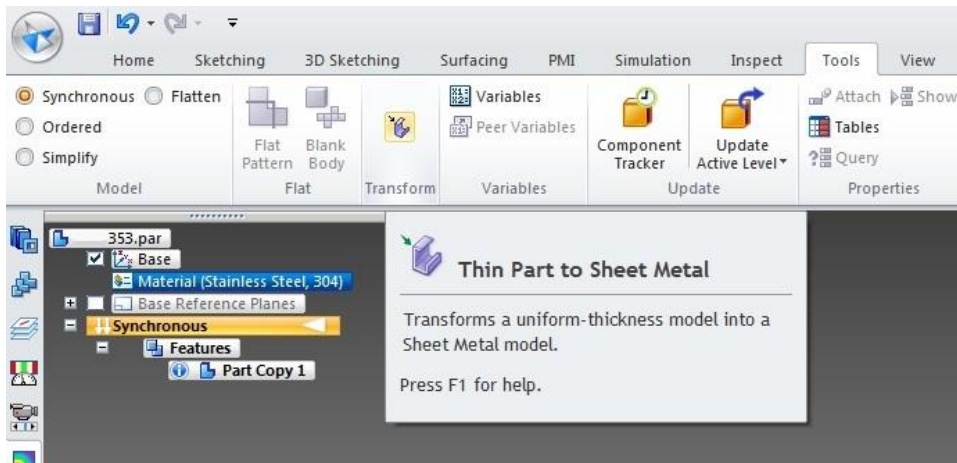 Home Sketching 3D Sketching Surfacing PMI Simulation Inspect Tools View
Synchronous Flatten
Ordered
Simplify
Model
Flat Pattern
Blank Body
Flat
Transform
Variables
Peer Variables
Variables
Component Tracker
Update Active Level
Update
Attach Show
Tables
Query
Properties
353.par
Base
Material (Stainless Steel, 304)
Base Reference Planes
Synchronous
Features
Part Copy 1
Thin Part to Sheet Metal
Transforms a uniform-thickness model into a
Sheet Metal model.
Press F1 for help.